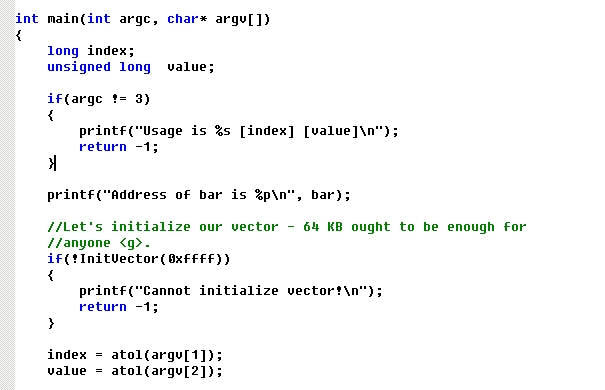 int main(int argc, char* argv[])
{
    long index;
    unsigned long  value;

    if(argc != 3)
    {
        printf("Usage is %s [index] [value]\n");
        return -1;
    }

    printf("Address of bar is %p\n", bar);

    //Let's initialize our vector - 64 KB ought to be enough for
    //anyone <g>.
    if(!InitVector(0xffff))
    {
        printf("Cannot initialize vector!\n");
        return -1;
    }

    index = atol(argv[1]);
    value = atol(argv[2]);